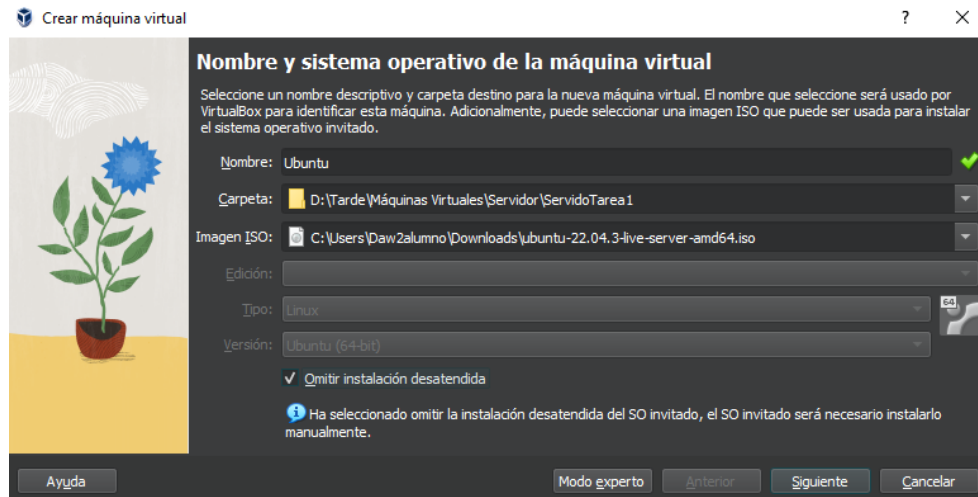 Crear máquina virtual
Nombre y sistema operativo de la máquina virtual
Seleccione un nombre descriptivo y carpeta destino para la nueva máquina virtual. El nombre que seleccione será usado por
VirtualBox para identificar esta máquina. Adicionalmente, puede seleccionar una imagen ISO que puede ser usada para instalar
el sistema operativo invitado.
Nombre: Ubuntu
Carpeta: D:\Tarde\Máquinas Virtuales\Servidor\ServidoTarea1
Imagen ISO: C:\Users\Daw2alumno\Downloads\ubuntu-22.04.3-live-server-amd64.iso
Edición:
Tipo: Linux
64
Versión: Ubuntu (64-bit)
Omitir instalación desatendida
Ha seleccionado omitir la instalación desatendida del SO invitado, el SO invitado será necesario instalarlo
manualmente.
Ayuda Modo experto Anterior Siguiente Cancelar